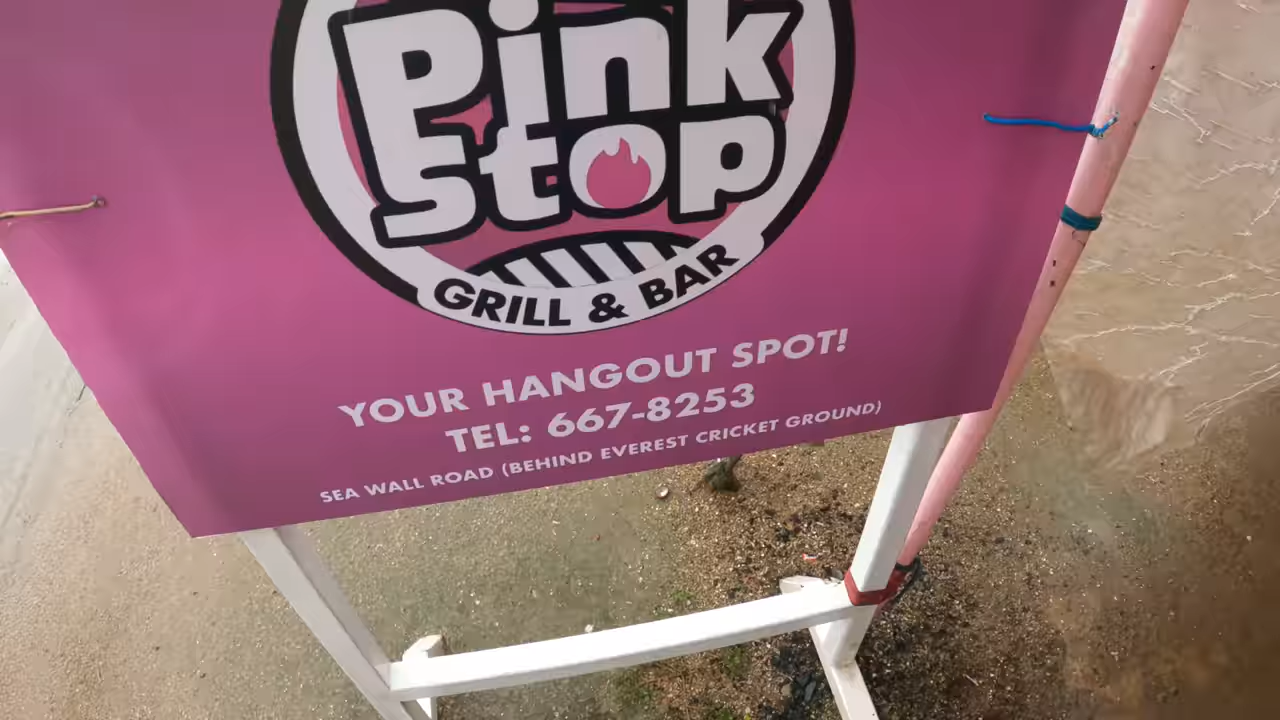 Pink
Stop
GRILL & BAR
YOUR HANGOUT SPOT!
TEL: 667-8253
SEA WALL ROAD (BEHIND EVEREST CRICKET GROUND)